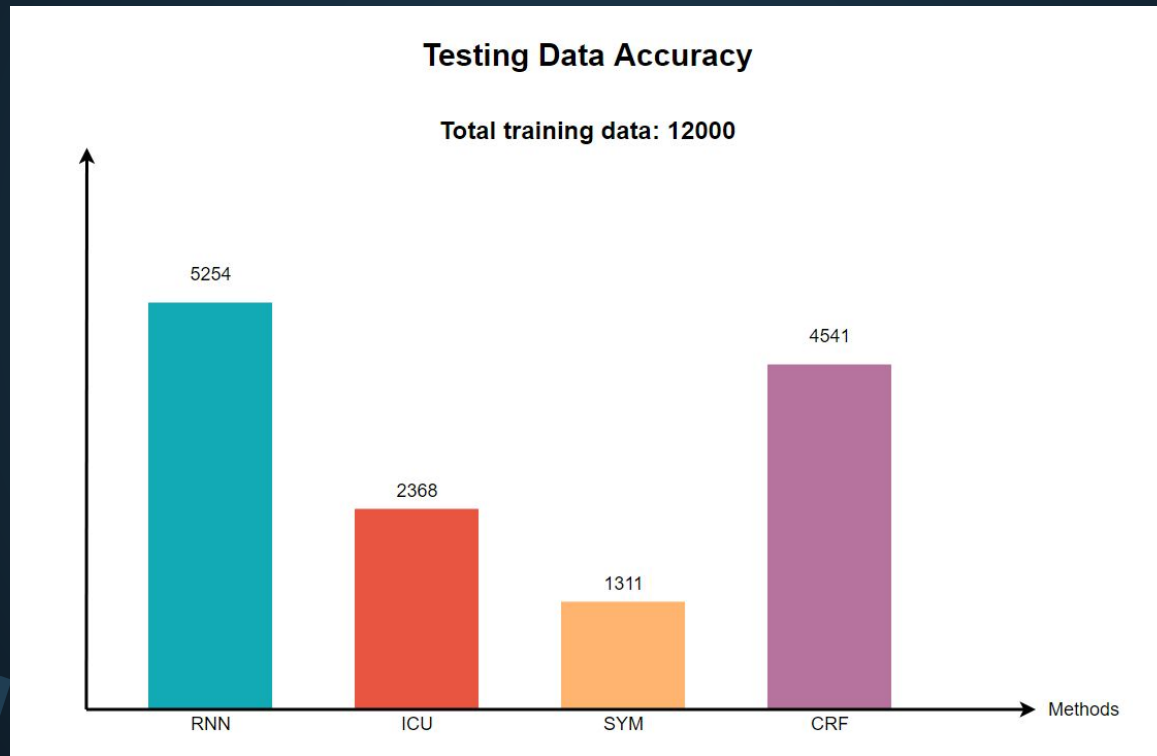 Testing Data Accuracy
Total training data: 12000
5254
4541
2368
1311
RNN ICU SYM CRF Methods